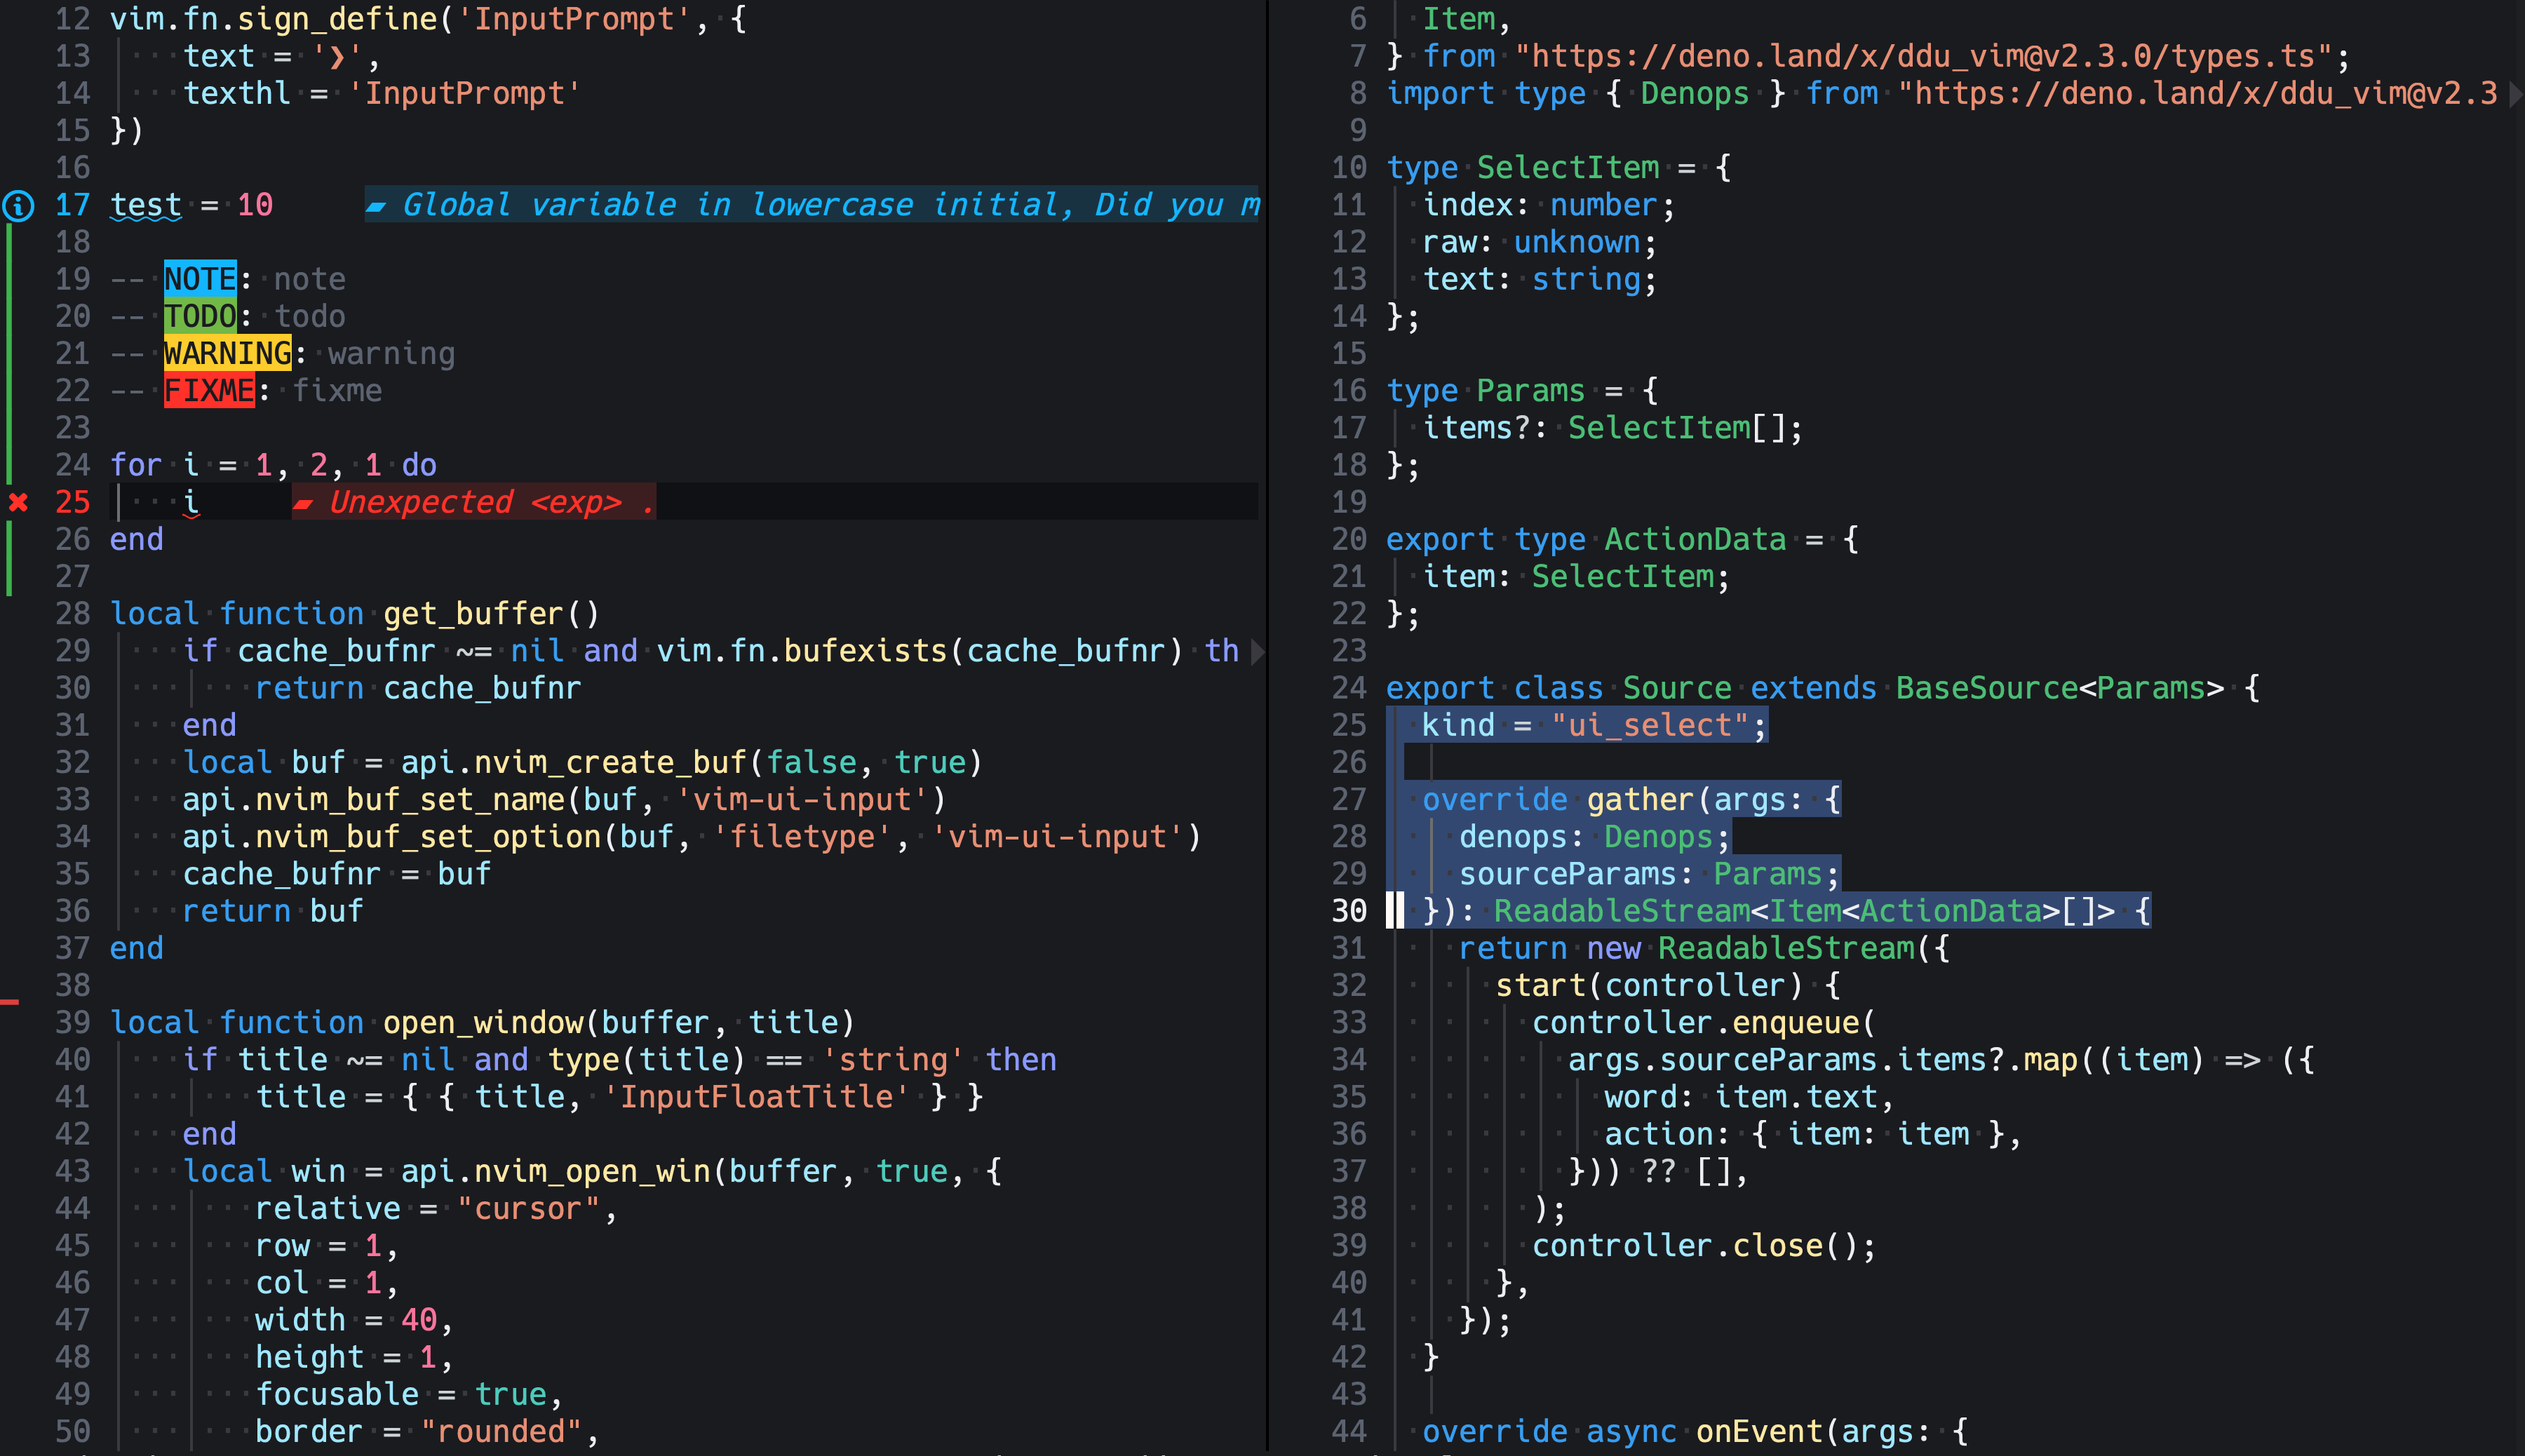 12 vim.fn.sign_define('InputPrompt', {
13     text = '❯',
14     texthl = 'InputPrompt'
15 })
16
17 test = 10     ▰ Global variable in lowercase initial, Did you m
18
19 -- NOTE: note
20 -- TODO: todo
21 -- WARNING: warning
22 -- FIXME: fixme
23
24 for i = 1, 2, 1 do
25     i     ▰ Unexpected <exp> .
26 end
27
28 local function get_buffer()
29     if cache_bufnr ~= nil and vim.fn.bufexists(cache_bufnr) th
30         return cache_bufnr
31     end
32     local buf = api.nvim_create_buf(false, true)
33     api.nvim_buf_set_name(buf, 'vim-ui-input')
34     api.nvim_buf_set_option(buf, 'filetype', 'vim-ui-input')
35     cache_bufnr = buf
36     return buf
37 end
38
39 local function open_window(buffer, title)
40     if title ~= nil and type(title) == 'string' then
41         title = { { title, 'InputFloatTitle' } }
42     end
43     local win = api.nvim_open_win(buffer, true, {
44         relative = "cursor",
45         row = 1,
46         col = 1,
47         width = 40,
48         height = 1,
49         focusable = true,
50         border = "rounded",
6   Item,
7 } from "https://deno.land/x/ddu_vim@v2.3.0/types.ts";
8 import type { Denops } from "https://deno.land/x/ddu_vim@v2.3
9
10 type SelectItem = {
11   index: number;
12   raw: unknown;
13   text: string;
14 };
15
16 type Params = {
17   items?: SelectItem[];
18 };
19
20 export type ActionData = {
21   item: SelectItem;
22 };
23
24 export class Source extends BaseSource<Params> {
25   kind = "ui_select";
26
27   override gather(args: {
28     denops: Denops;
29     sourceParams: Params;
30   }): ReadableStream<Item<ActionData>[]> {
31     return new ReadableStream({
32       start(controller) {
33         controller.enqueue(
34           args.sourceParams.items?.map((item) => ({
35             word: item.text,
36             action: { item: item },
37           })) ?? [],
38         );
39         controller.close();
40       },
41     });
42   }
43
44   override async onEvent(args: {